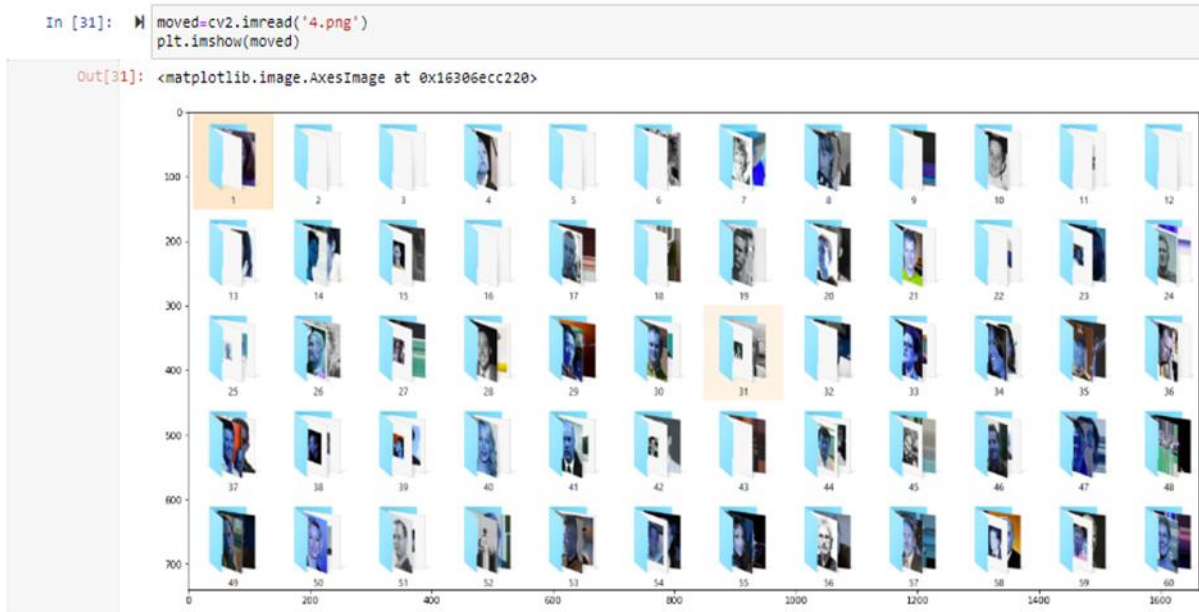 In [31]: moved=cv2.imread('4.png')
plt.imshow(moved)
Out[31]: <matplotlib.image.AxesImage at 0x16306ecc220>
0
1 2 3 4 5 6 7 8 9 10 11 12
100
13 14 15 16 17 18 19 20 21 22 23 24
200
300
25 26 27 28 29 30 31 32 33 34 35 36
400
37 38 39 40 41 42 43 44 45 46 47 48
500
600
49 50 51 52 53 54 55 56 57 58 59 60
700
0 200 400 600 800 1000 1200 1400 1600